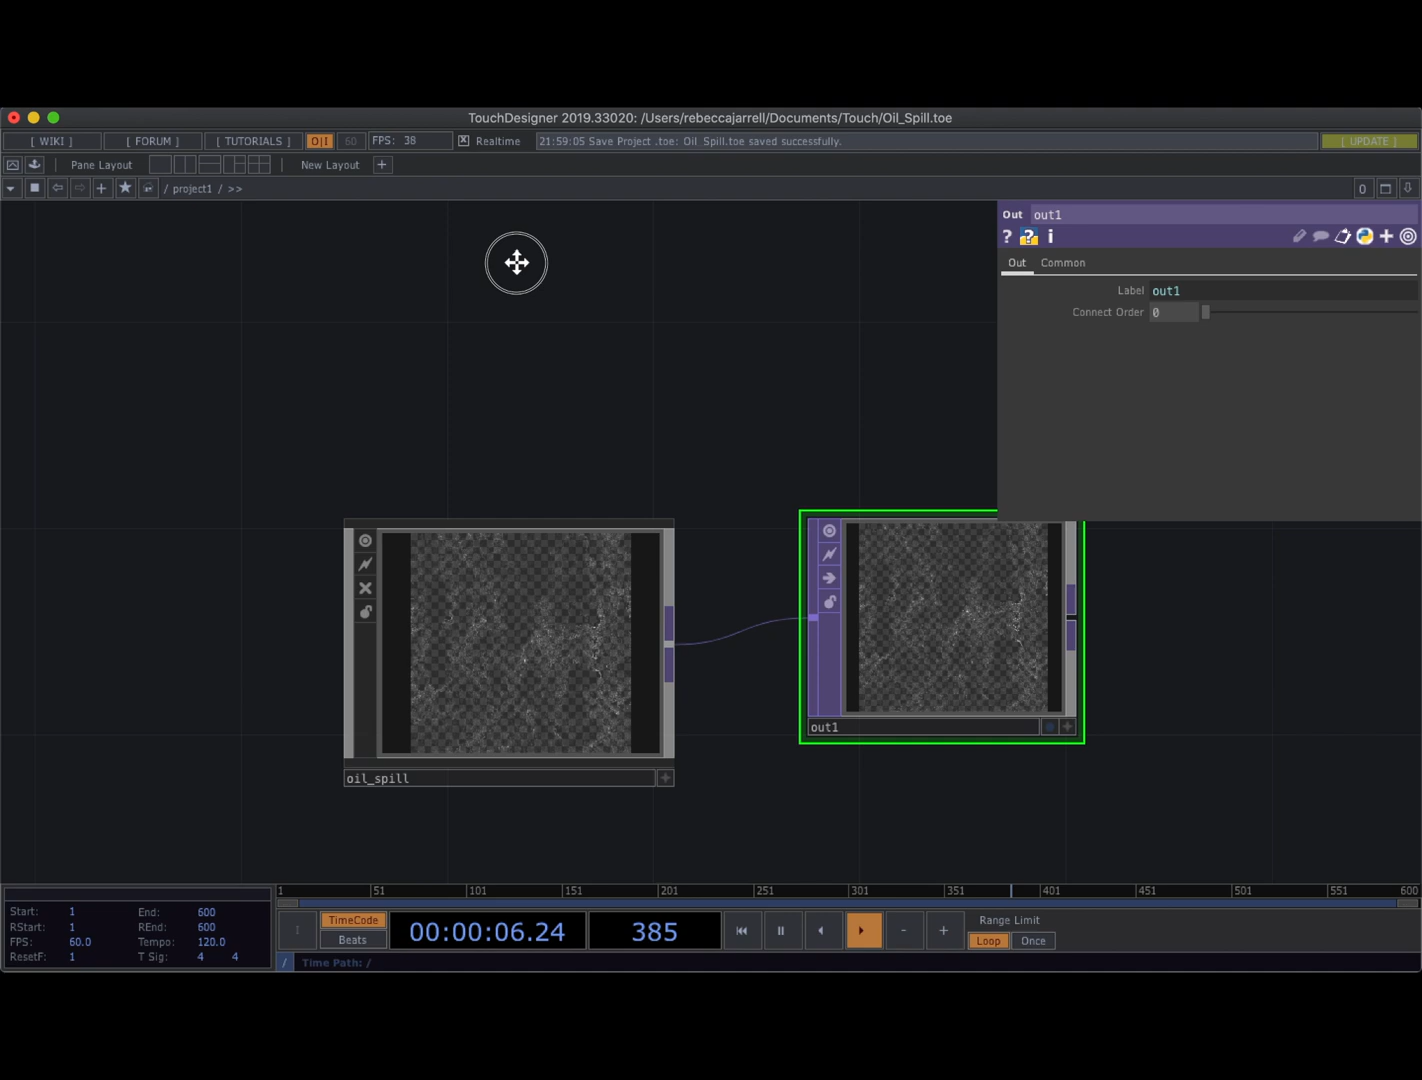 TouchDesigner 2019.33020: /Users/rebeccajarrell/Documents/Touch/Oil_Spill.toe
[ WIKI ] [ FORUM ] [ TUTORIALS ] O|I 60 FPS: 38 Realtime 21:59:05 Save Project .toe: Oil Spill.toe saved successfully. [ UPDATE ]
Pane Layout New Layout +
/ project1 / >> 0
Out out1
? ? i
Out Common
Label out1
Connect Order 0
out1
oil_spill
1 51 101 151 201 251 301 351 401 451 501 551 600
Start: 1 End: 600
RStart: 1 REnd: 600
FPS: 60.0 Tempo: 120.0
ResetF: 1 T Sig: 4 4
I TimeCode Beats 00:00:06.24 385 - + Range Limit
Loop Once
/ Time Path: /